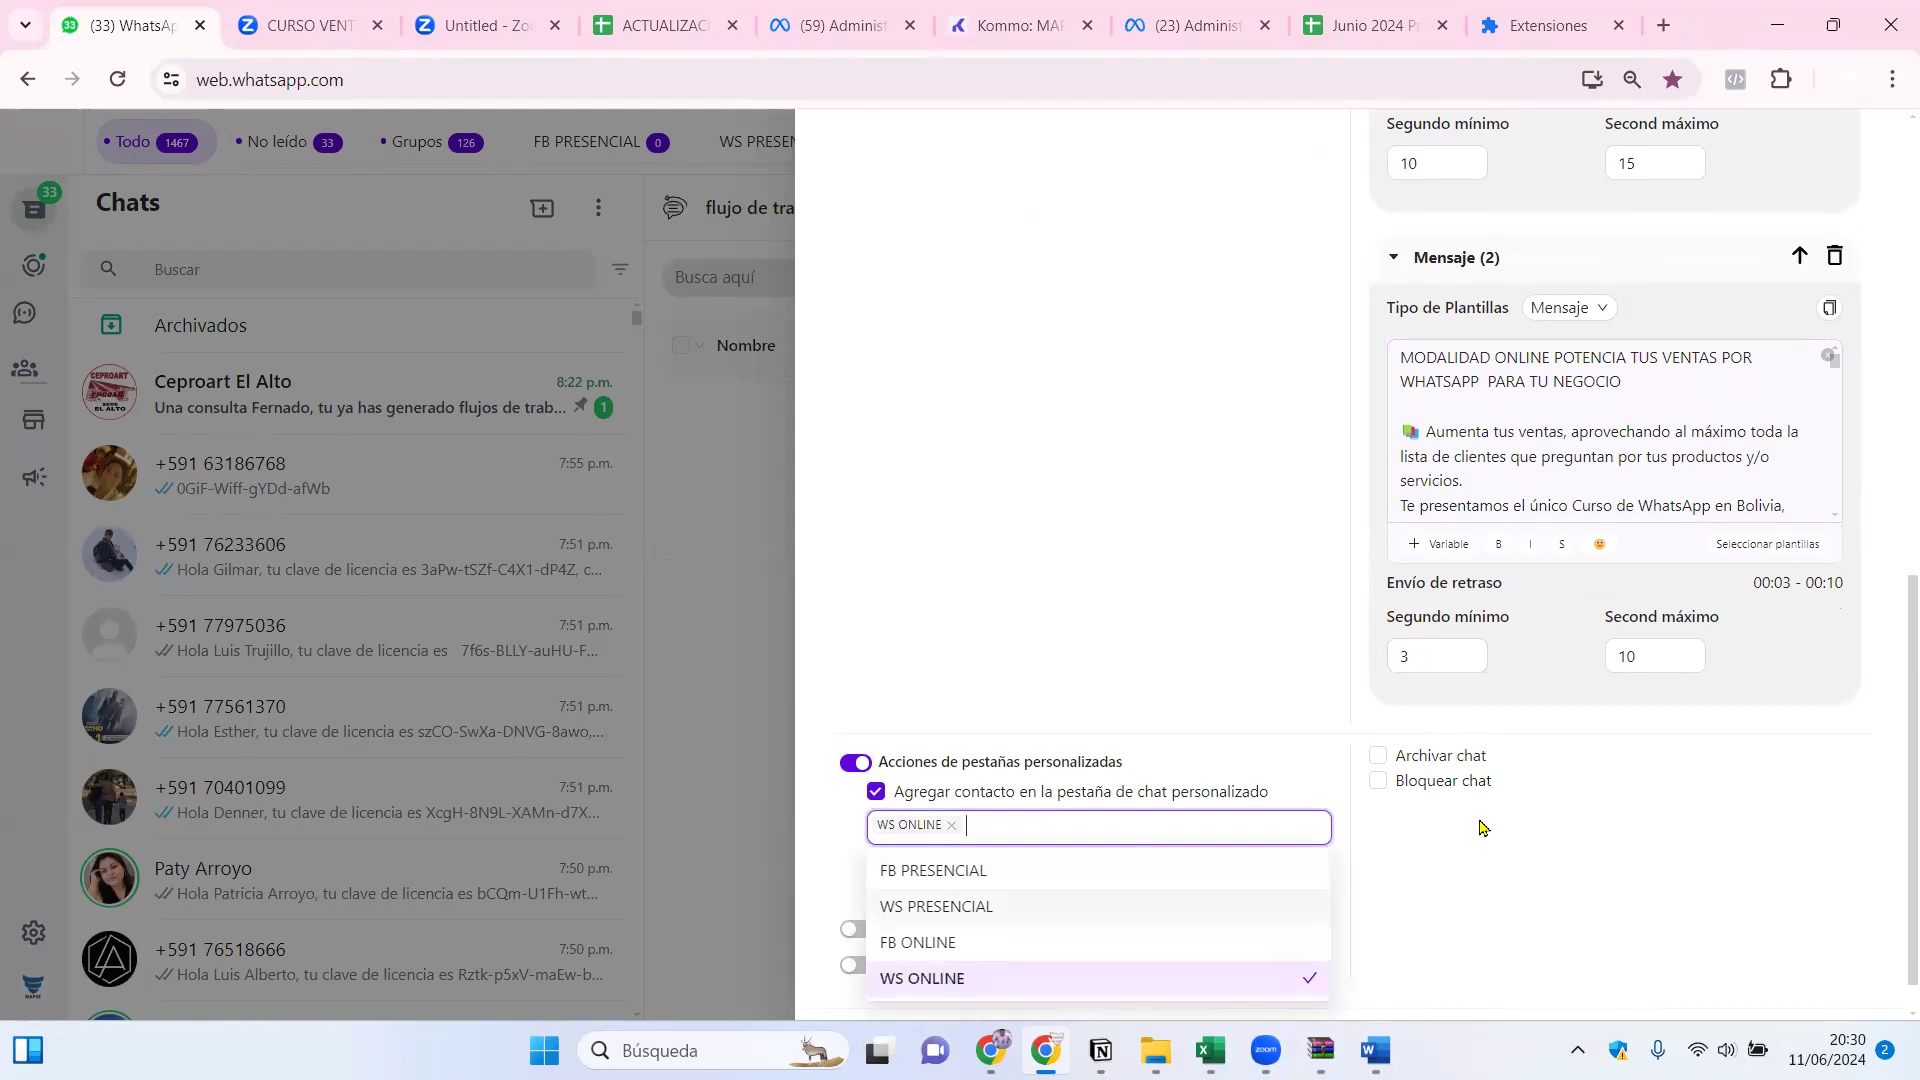 (33) WhatsAp
CURSO VENT
Untitled - Zo
ACTUALIZAC
(59) Administ
Kommo: MAR
(23) Administ
Junio 2024 P
Extensiones
web.whatsapp.com
Todo 1467
No leído 33
Grupos 126
FB PRESENCIAL 0
WS PRESEN
33
Chats
flujo de tra
Buscar
Busca aquí
Archivados
Nombre
Ceproart El Alto
8:22 p.m.
Una consulta Fernado, tu ya has generado flujos de trab...
1
+591 63186768
7:55 p.m.
0GiF-Wiff-gYDd-afWb
+591 76233606
7:51 p.m.
Hola Gilmar, tu clave de licencia es 3aPw-tSZf-C4X1-dP4Z, c...
+591 77975036
7:51 p.m.
Hola Luis Trujillo, tu clave de licencia es 7f6s-BLLY-auHU-F...
+591 77561370
7:51 p.m.
Hola Esther, tu clave de licencia es szCO-SwXa-DNVG-8awo,...
+591 70401099
7:51 p.m.
Hola Denner, tu clave de licencia es XcgH-8N9L-XAMn-d7X...
Paty Arroyo
7:50 p.m.
Hola Patricia Arroyo, tu clave de licencia es bCQm-U1Fh-wt...
+591 76518666
7:50 p.m.
Hola Luis Alberto, tu clave de licencia es Rztk-p5xV-maEw-b...
Segundo mínimo
Second máximo
10
15
Mensaje (2)
Tipo de Plantillas
Mensaje
MODALIDAD ONLINE POTENCIA TUS VENTAS POR
WHATSAPP PARA TU NEGOCIO
📚 Aumenta tus ventas, aprovechando al máximo toda la
lista de clientes que preguntan por tus productos y/o
servicios.
Te presentamos el único Curso de WhatsApp en Bolivia,
+ Variable
B
I
S
Seleccionar plantillas
Envío de retraso
00:03 - 00:10
Segundo mínimo
Second máximo
3
10
Acciones de pestañas personalizadas
Agregar contacto en la pestaña de chat personalizado
WS ONLINE
FB PRESENCIAL
WS PRESENCIAL
FB ONLINE
WS ONLINE
Archivar chat
Bloquear chat
Búsqueda
zoom
20:30
11/06/2024
2